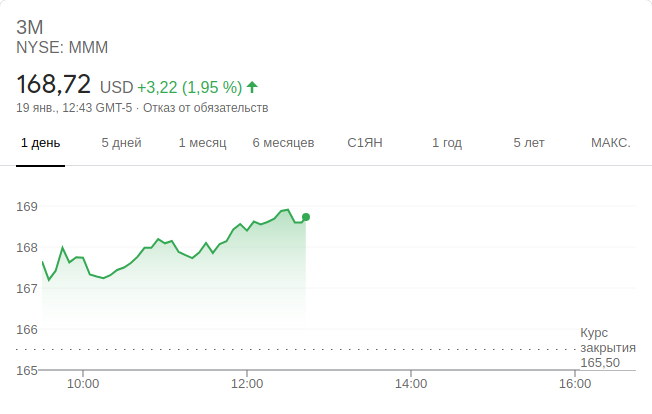 3M
NYSE: MMM
168,72 USD +3,22 (1,95 %)
19 янв., 12:43 GMT-5 · Отказ от обязательств
1 день 5 дней 1 месяц 6 месяцев С1ЯН 1 год 5 лет МАКС.
169
168
167
166
Курс
закрытия
165,50
165
10:00 12:00 14:00 16:00